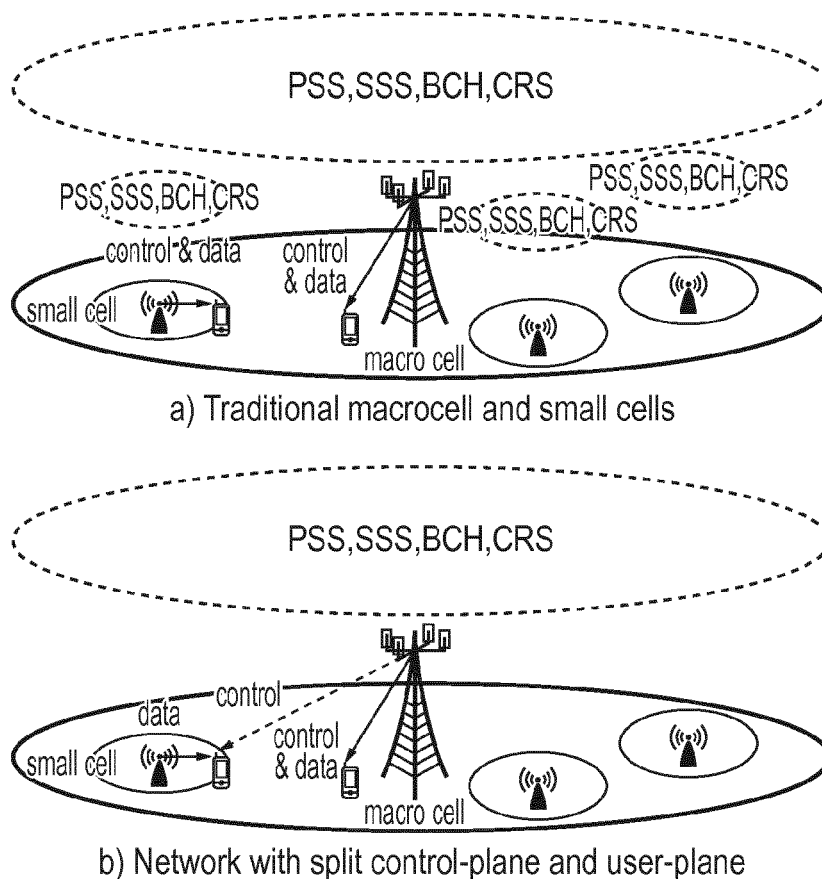 PSS,SSS,BCH,CRS
PSS,SSS,BCH,CRS
PSS,SSS,BCH,CRS
PSS,SSS,BCH,CRS
control & data
control
& data
small cell
macro cell
a) Traditional macrocell and small cells
PSS,SSS,BCH,CRS
control
data
control
& data
small cell
macro cell
b) Network with split control-plane and user-plane